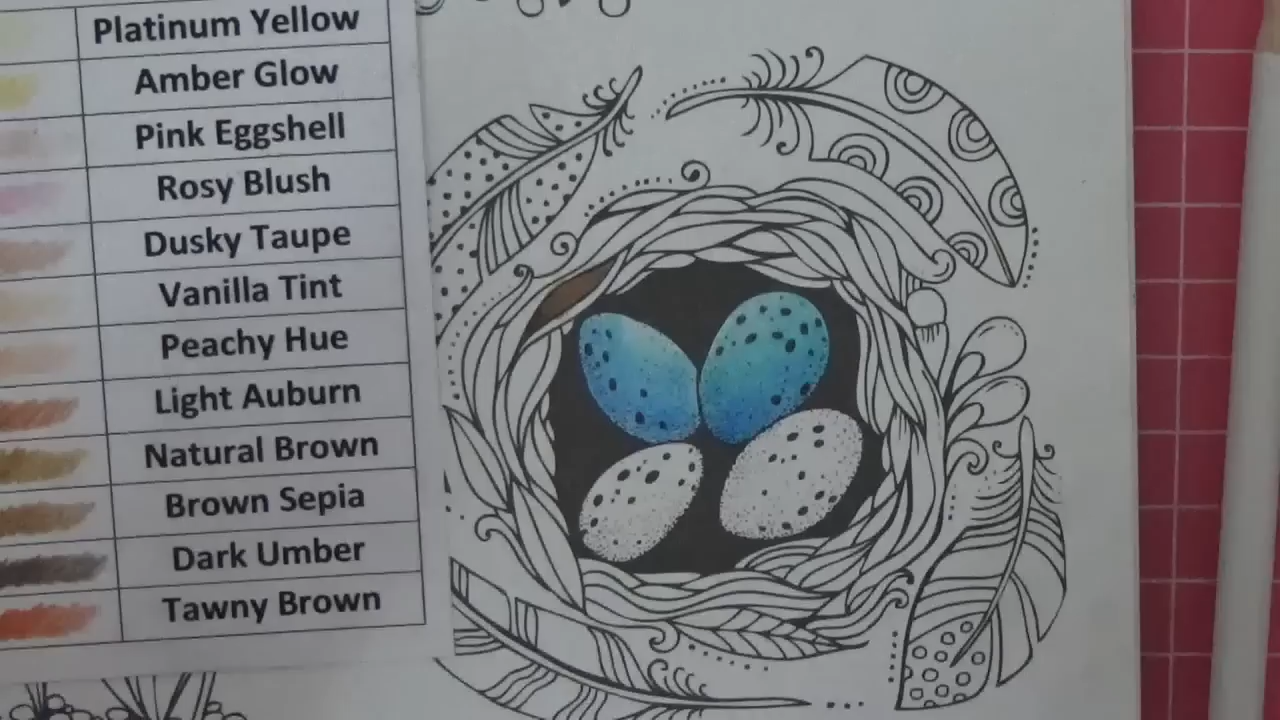 Platinum Yellow
Amber Glow
Pink Eggshell
Rosy Blush
Dusky Taupe
Vanilla Tint
Peachy Hue
Light Auburn
Natural Brown
Brown Sepia
Dark Umber
Tawny Brown